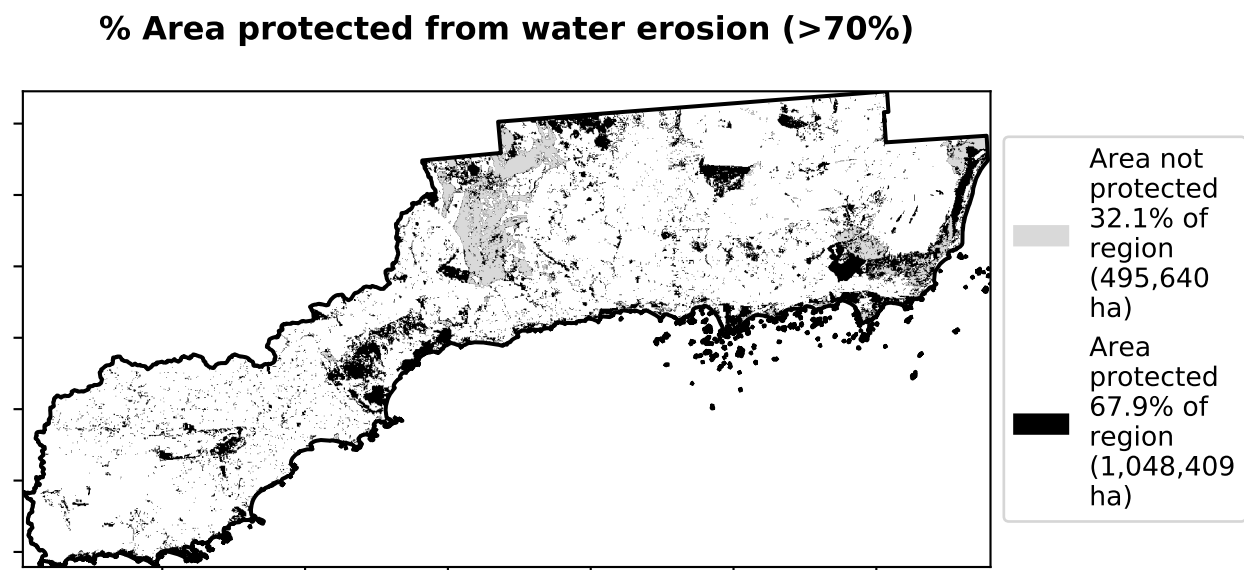 % Area protected from water erosion (>70%)
Area not
protected
32.1% of
region
(495,640
ha)
Area
protected
67.9% of
region
(1,048,409
ha)